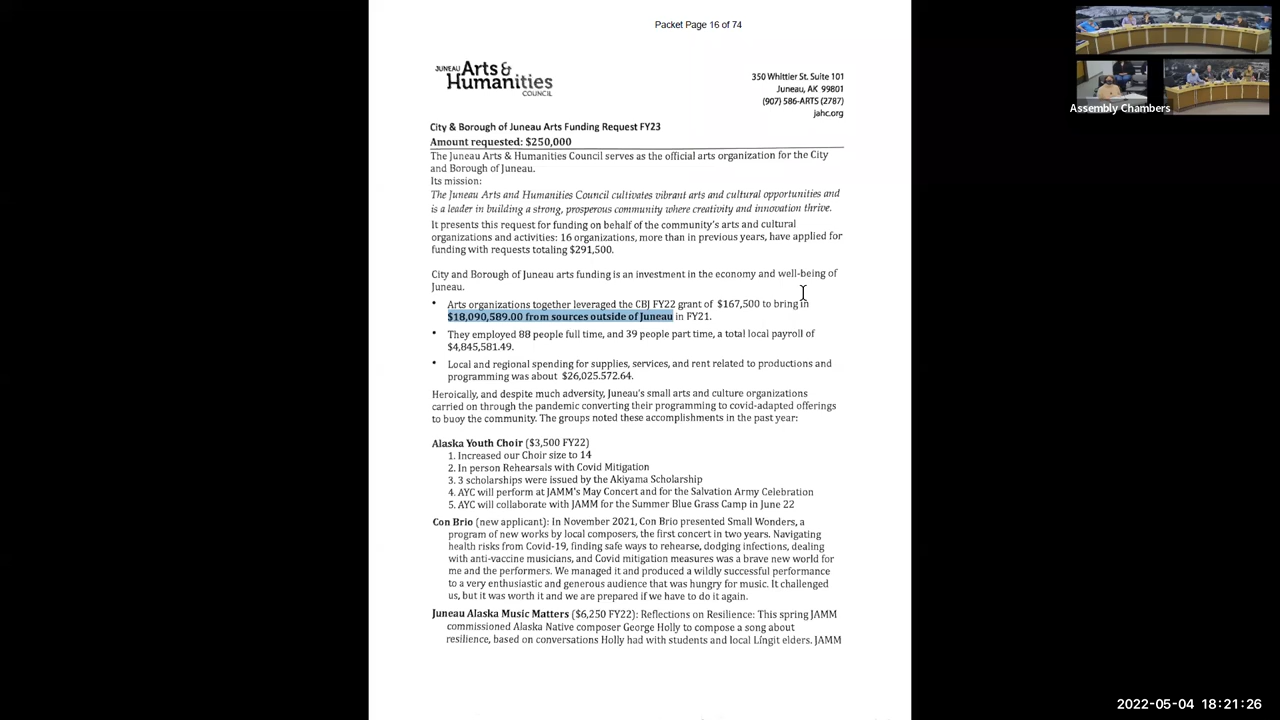 Packet Page 16 of 74
JUNEAU Arts &
Humanities
COUNCIL
350 Whittier St. Suite 101
Juneau, AK 99801
(907) 586-ARTS (2787)
jahc.org
City & Borough of Juneau Arts Funding Request FY23
Amount requested: $250,000
The Juneau Arts & Humanities Council serves as the official arts organization for the City
and Borough of Juneau.
Its mission:
The Juneau Arts and Humanities Council cultivates vibrant arts and cultural opportunities and
is a leader in building a strong, prosperous community where creativity and innovation thrive.
It presents this request for funding on behalf of the community's arts and cultural
organizations and activities: 16 organizations, more than in previous years, have applied for
funding with requests totaling $291,500.
City and Borough of Juneau arts funding is an investment in the economy and well-being of
Juneau.
• Arts organizations together leveraged the CBJ FY22 grant of $167,500 to bring in
$18,090,589.00 from sources outside of Juneau in FY21.
• They employed 88 people full time, and 39 people part time, a total local payroll of
$4,845,581.49.
• Local and regional spending for supplies, services, and rent related to productions and
programming was about $26,025.572.64.
Heroically, and despite much adversity, Juneau's small arts and culture organizations
carried on through the pandemic converting their programming to covid-adapted offerings
to buoy the community. The groups noted these accomplishments in the past year:
Alaska Youth Choir ($3,500 FY22)
1. Increased our Choir size to 14
2. In person Rehearsals with Covid Mitigation
3. 3 scholarships were issued by the Akiyama Scholarship
4. AYC will perform at JAMM's May Concert and for the Salvation Army Celebration
5. AYC will collaborate with JAMM for the Summer Blue Grass Camp in June 22
Con Brio (new applicant): In November 2021, Con Brio presented Small Wonders, a
program of new works by local composers, the first concert in two years. Navigating
health risks from Covid-19, finding safe ways to rehearse, dodging infections, dealing
with anti-vaccine musicians, and Covid mitigation measures was a brave new world for
me and the performers. We managed it and produced a wildly successful performance
to a very enthusiastic and generous audience that was hungry for music. It challenged
us, but it was worth it and we are prepared if we have to do it again.
Juneau Alaska Music Matters ($6,250 FY22): Reflections on Resilience: This spring JAMM
commissioned Alaska Native composer George Holly to compose a song about
resilience, based on conversations Holly had with students and local Lingit elders. JAMM
Assembly Chambers
2022-05-04 18:21:26